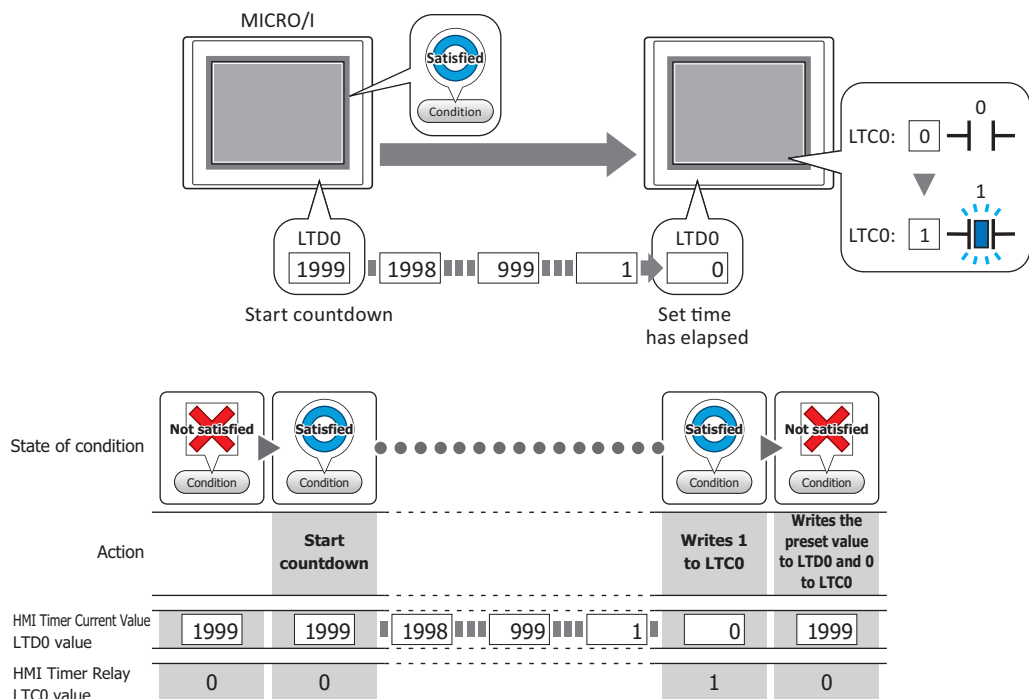 MICRO/I
Satisfied
Condition
0
LTC0: 0
1
LTC0: 1
LTD0
LTD0
1999 1998 999 1 0
Start countdown
Set time
has elapsed
State of condition
Not satisfied Satisfied Satisfied Not satisfied
Condition Condition Condition Condition
Action
Start
countdown
Writes 1
to LTC0
Writes the
preset value
to LTD0 and 0
to LTC0
HMI Timer Current Value
LTD0 value
1999 1999 1998 999 1 0 1999
HMI Timer Relay
LTC0 value
0 0 1 0